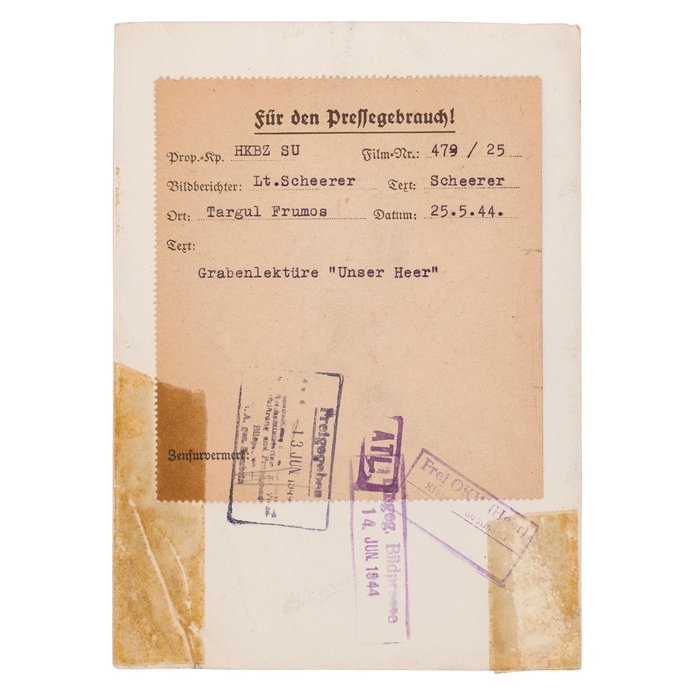 Für den Pressegebrauch!
Prop.-Kp. HKBZ SU Film-Nr.: 479 / 25
Bildberichter: Lt.Scheerer Text: Scheerer
Ort: Targul Frumos Datum: 25.5.44.
Text:
Grabenlektüre "Unser Heer"
Zensurvermerk:
Freigegeben
13 JUN 194
ATL
Bildpresse
14. JUN 1944
Frei OKW (Heer)